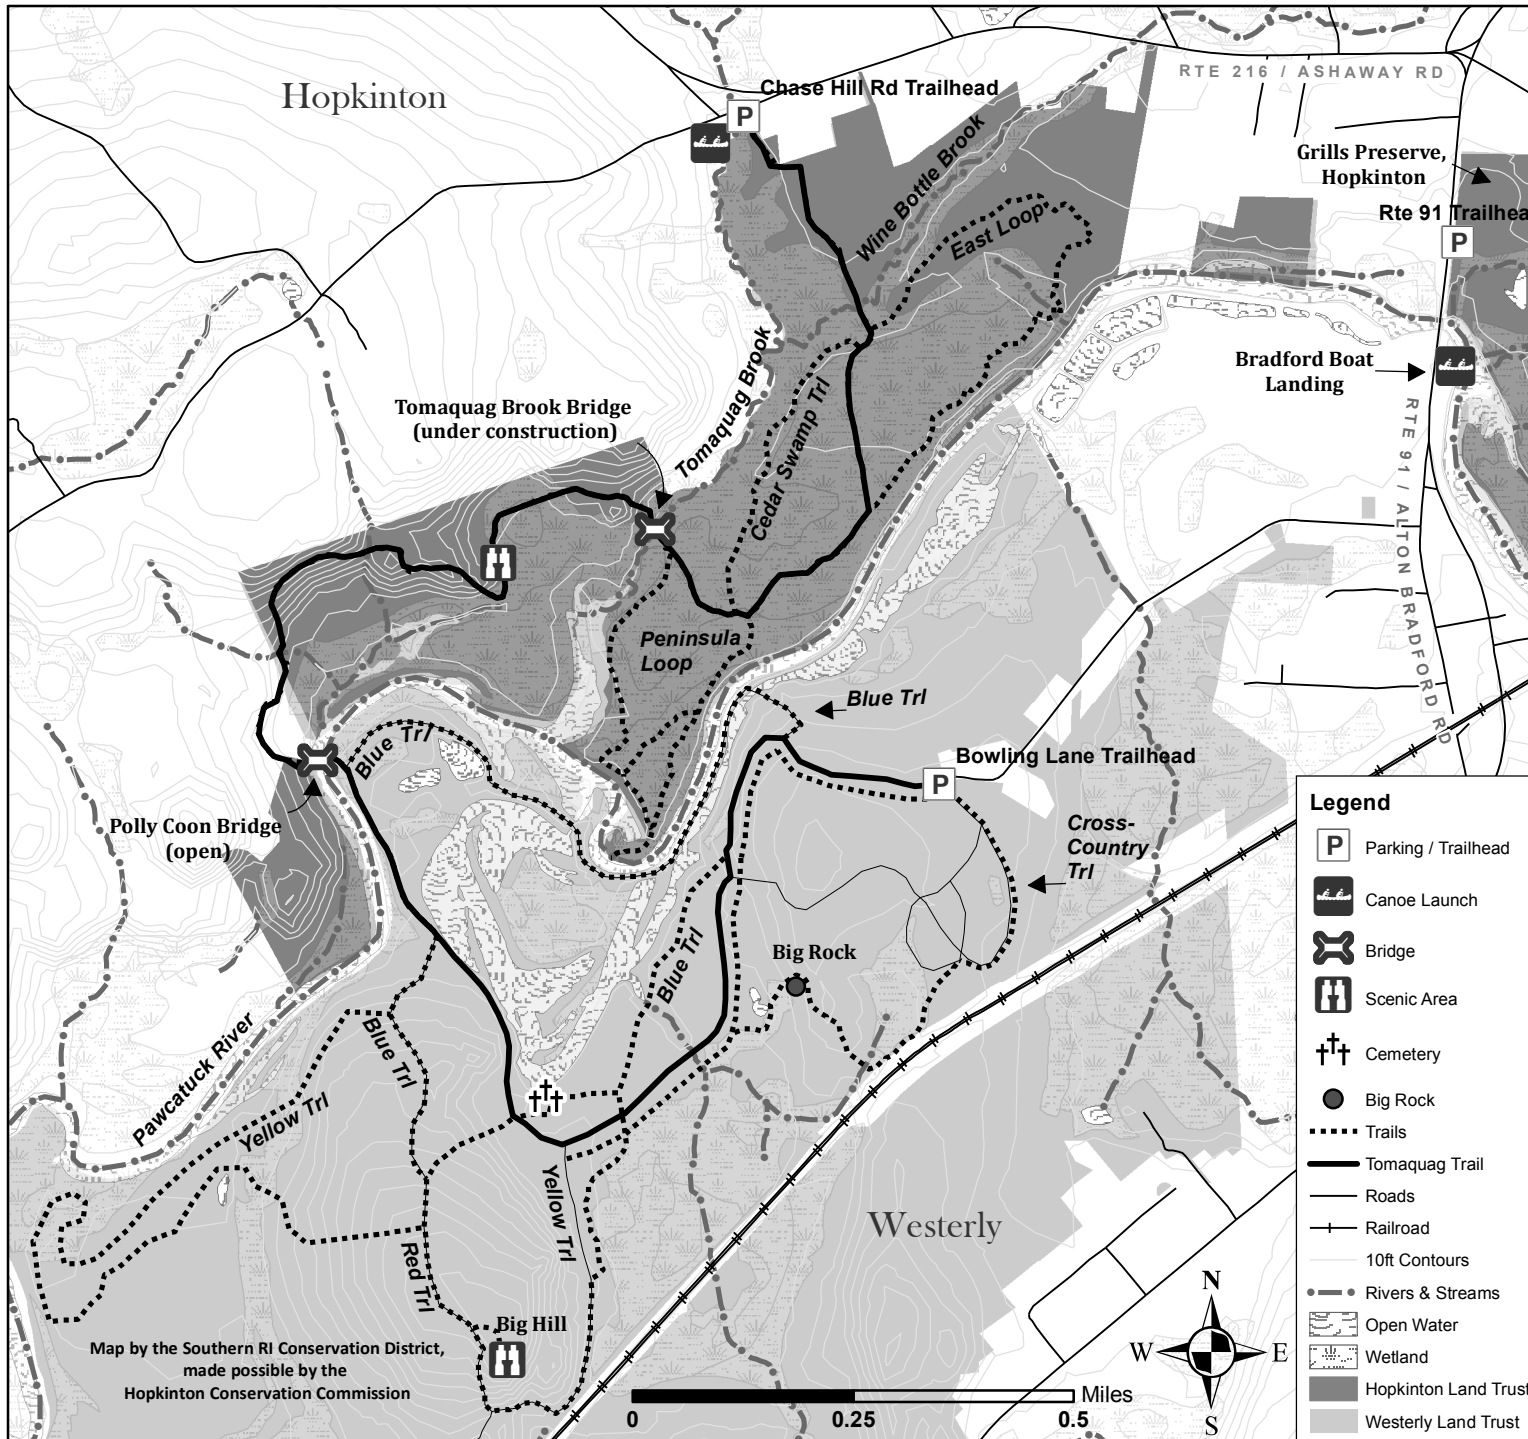 Hopkinton
Chase Hill Rd Trailhead
P
RTE 216 / ASHAWAY RD
Grills Preserve,
Hopkinton
Rte 91 Trailhea
P
Wine Bottle Brook
East Loop
Bradford Boat
Landing
Tomaquag Brook
Tomaquag Brook Bridge
(under construction)
Cedar Swamp Trl
RTE 91 / ALTON BRADFORD RD
Peninsula
Loop
Blue Trl
Blue Trl
Bowling Lane Trailhead
P
Polly Coon Bridge
(open)
Cross-
Country
Trl
Big Rock
Blue Trl
Blue Trl
Pawcatuck River
Yellow Trl
Yellow Trl
Red Trl
Westerly
Big Hill
Map by the Southern RI Conservation District,
made possible by the
Hopkinton Conservation Commission
Legend
P Parking / Trailhead
Canoe Launch
Bridge
Scenic Area
Cemetery
Big Rock
Trails
Tomaquag Trail
Roads
Railroad
10ft Contours
Rivers & Streams
Open Water
Wetland
Hopkinton Land Trust
Westerly Land Trust
N
W E
S
Miles
0 0.25 0.5